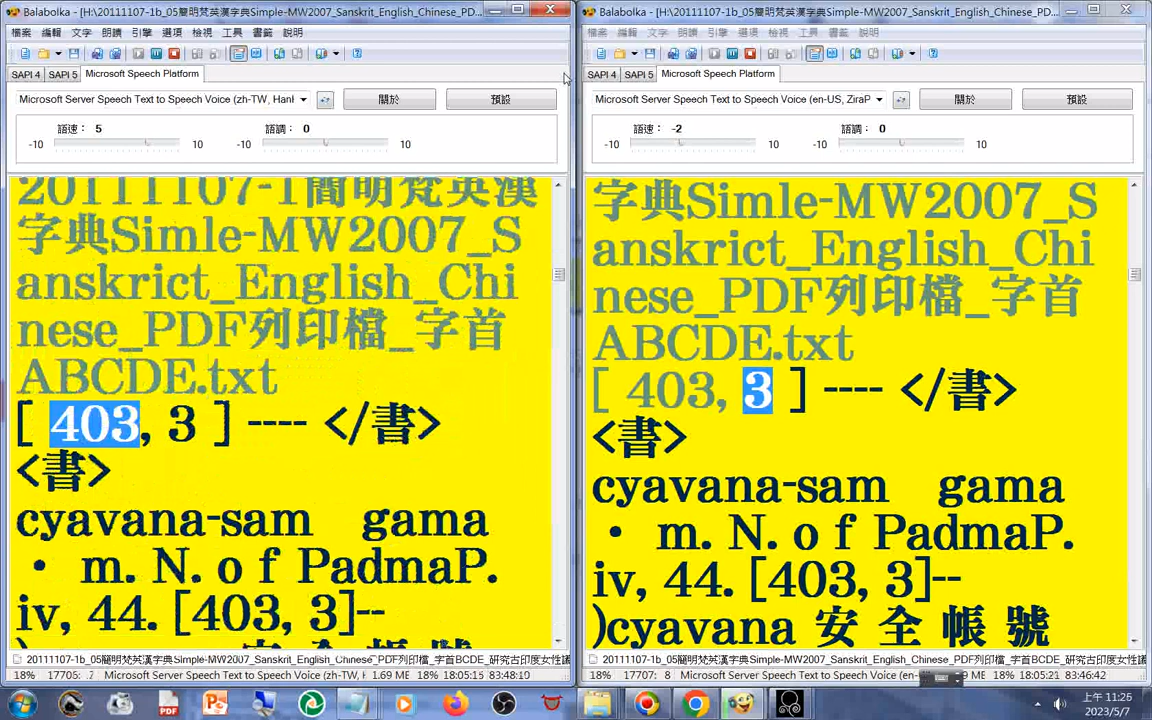 Balabolka - [H:\20111107-1b_05簡明梵英漢字典Simple-MW2007_Sanskrit_English_Chinese_PD...
檔案 編輯 文字 朗讀 引擎 選項 檢視 工具 書籤 說明
SAPI 4 SAPI 5 Microsoft Speech Platform
Microsoft Server Speech Text to Speech Voice (zh-TW, HanH
關於 預設
語速: 5 語調: 0
-10 10 -10 10
20111107-1簡明梵英漢
字典Simle-MW2007_S
anskrict_English_Chi
nese_PDF列印檔_字首
ABCDE.txt
[ 403, 3 ] ---- </書>
<書>
cyavana-sam gama
• m. N. o f PadmaP.
iv, 44. [403, 3]--
20111107-1b_05簡明梵英漢字典Simple-MW2007_Sanskrit_English_Chinese_PDF列印檔_字首BCDE_研究古印度女性議
18% 17705: Microsoft Server Speech Text to Speech Voice (zh-TW, H 1.69 MB 18% 18:05:15 83:48:10
Balabolka - [H:\20111107-1b_05簡明梵英漢字典Simple-MW2007_Sanskrit_English_Chinese_PD...
檔案 編輯 文字 朗讀 引擎 選項 檢視 工具 書籤 說明
SAPI 4 SAPI 5 Microsoft Speech Platform
Microsoft Server Speech Text to Speech Voice (en-US, ZiraP
關於 預設
語速: -2 語調: 0
-10 10 -10 10
字典Simle-MW2007_S
anskrict_English_Chi
nese_PDF列印檔_字首
ABCDE.txt
[ 403, 3 ] ---- </書>
<書>
cyavana-sam gama
• m. N. o f PadmaP.
iv, 44. [403, 3]--
)cyavana 安 全 帳 號
20111107-1b_05簡明梵英漢字典Simple-MW2007_Sanskrit_English_Chinese_PDF列印檔_字首BCDE_研究古印度女性議
18% 17707: 8 Microsoft Server Speech Text to Speech Voice 18% 18:05:21 83:46:42
上午 11:25
2023/5/7